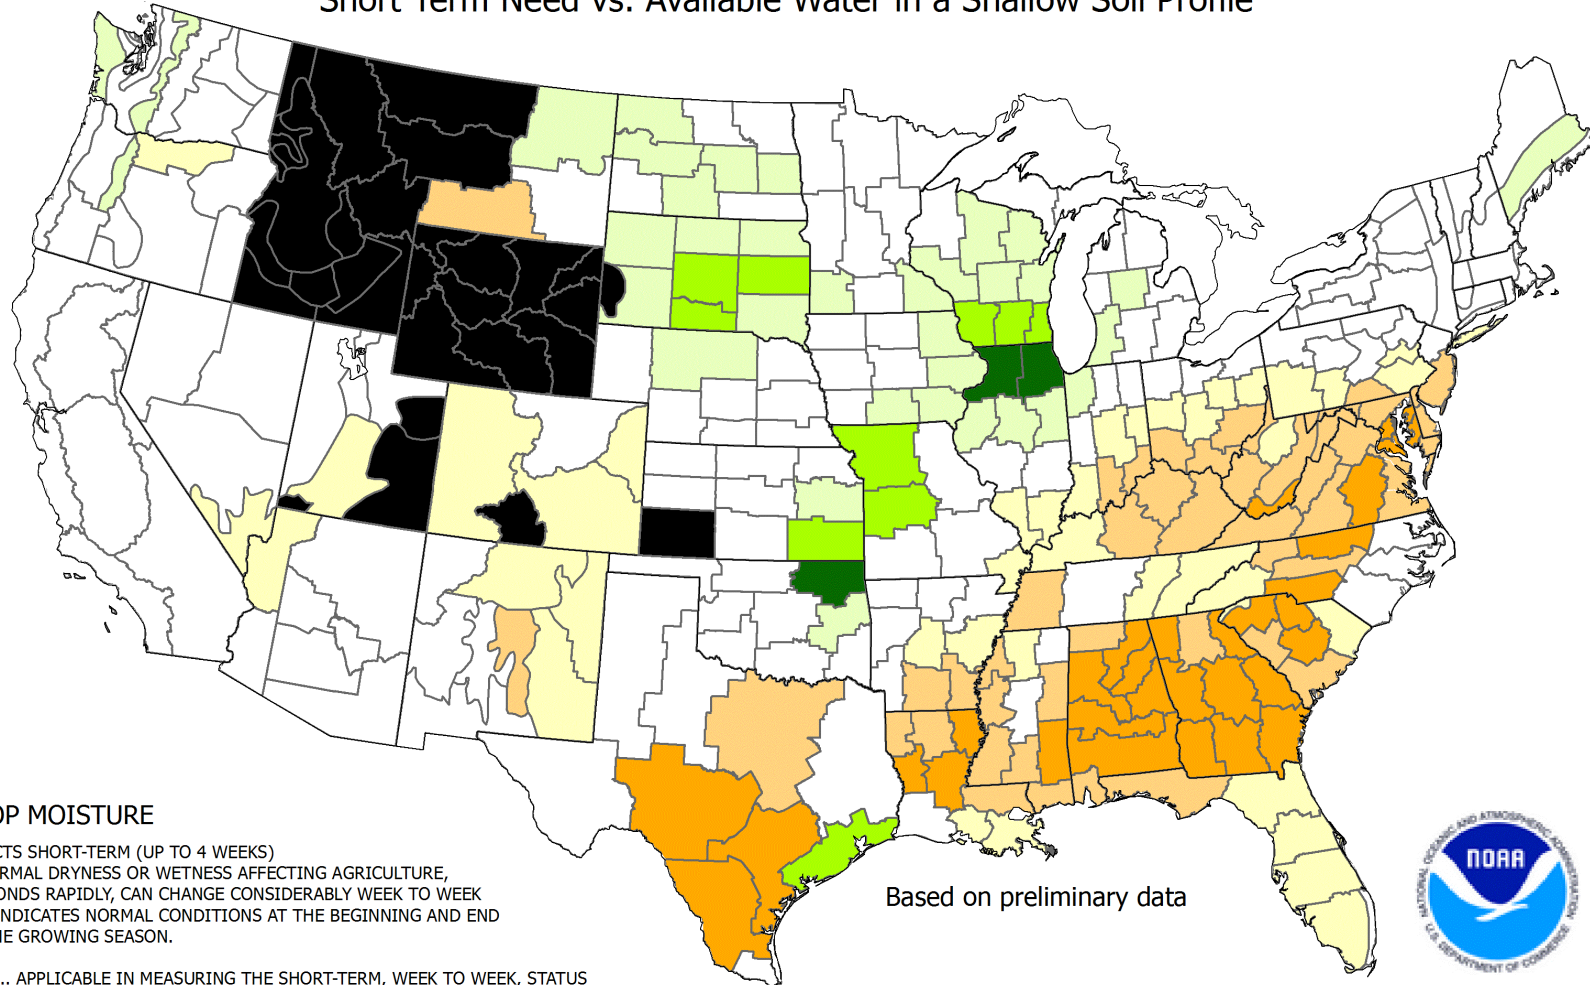 Short Term Need vs. Available Water in a Shallow Soil Profile
OP MOISTURE
CTS SHORT-TERM (UP TO 4 WEEKS)
RMAL DRYNESS OR WETNESS AFFECTING AGRICULTURE,
ONDS RAPIDLY, CAN CHANGE CONSIDERABLY WEEK TO WEEK
NDICATES NORMAL CONDITIONS AT THE BEGINNING AND END
HE GROWING SEASON.
.. APPLICABLE IN MEASURING THE SHORT-TERM, WEEK TO WEEK, STATUS
Based on preliminary data
NATIONAL OCEANIC AND ATMOSPHERIC ADMINISTRATION
NOAA
U.S. DEPARTMENT OF COMMERCE